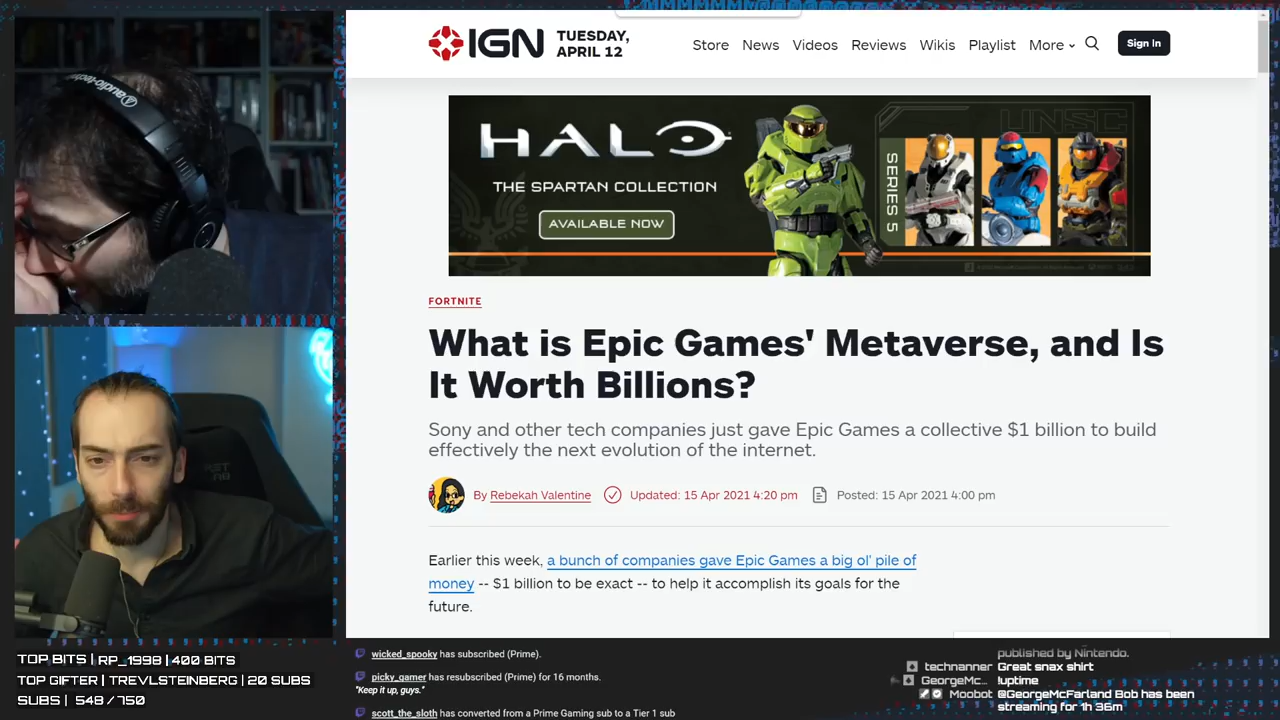 IGN
TUESDAY,
APRIL 12
Store News Videos Reviews Wikis Playlist More
Sign In
HALO
THE SPARTAN COLLECTION
AVAILABLE NOW
SERIES 5
UNSC
FORTNITE
What is Epic Games' Metaverse, and Is
It Worth Billions?
Sony and other tech companies just gave Epic Games a collective $1 billion to build
effectively the next evolution of the internet.
By Rebekah Valentine Updated: 15 Apr 2021 4:20 pm Posted: 15 Apr 2021 4:00 pm
Earlier this week, a bunch of companies gave Epic Games a big ol' pile of
money -- $1 billion to be exact -- to help it accomplish its goals for the
future.
audio-technica
TOP BITS | RP_1998 | 400 BITS
TOP GIFTER | TREVLSTEINBERG | 20 SUBS
SUBS | 548/750
wicked_spooky has subscribed (Prime).
picky_gamer has resubscribed (Prime) for 16 months.
"Keep it up, guys."
scott_the_sloth has converted from a Prime Gaming sub to a Tier 1 sub
published by Nintendo.
technanner Great snax shirt
GeorgeMc... !uptime
Moobot @GeorgeMcFarland Bob has been
streaming for 1h 36m